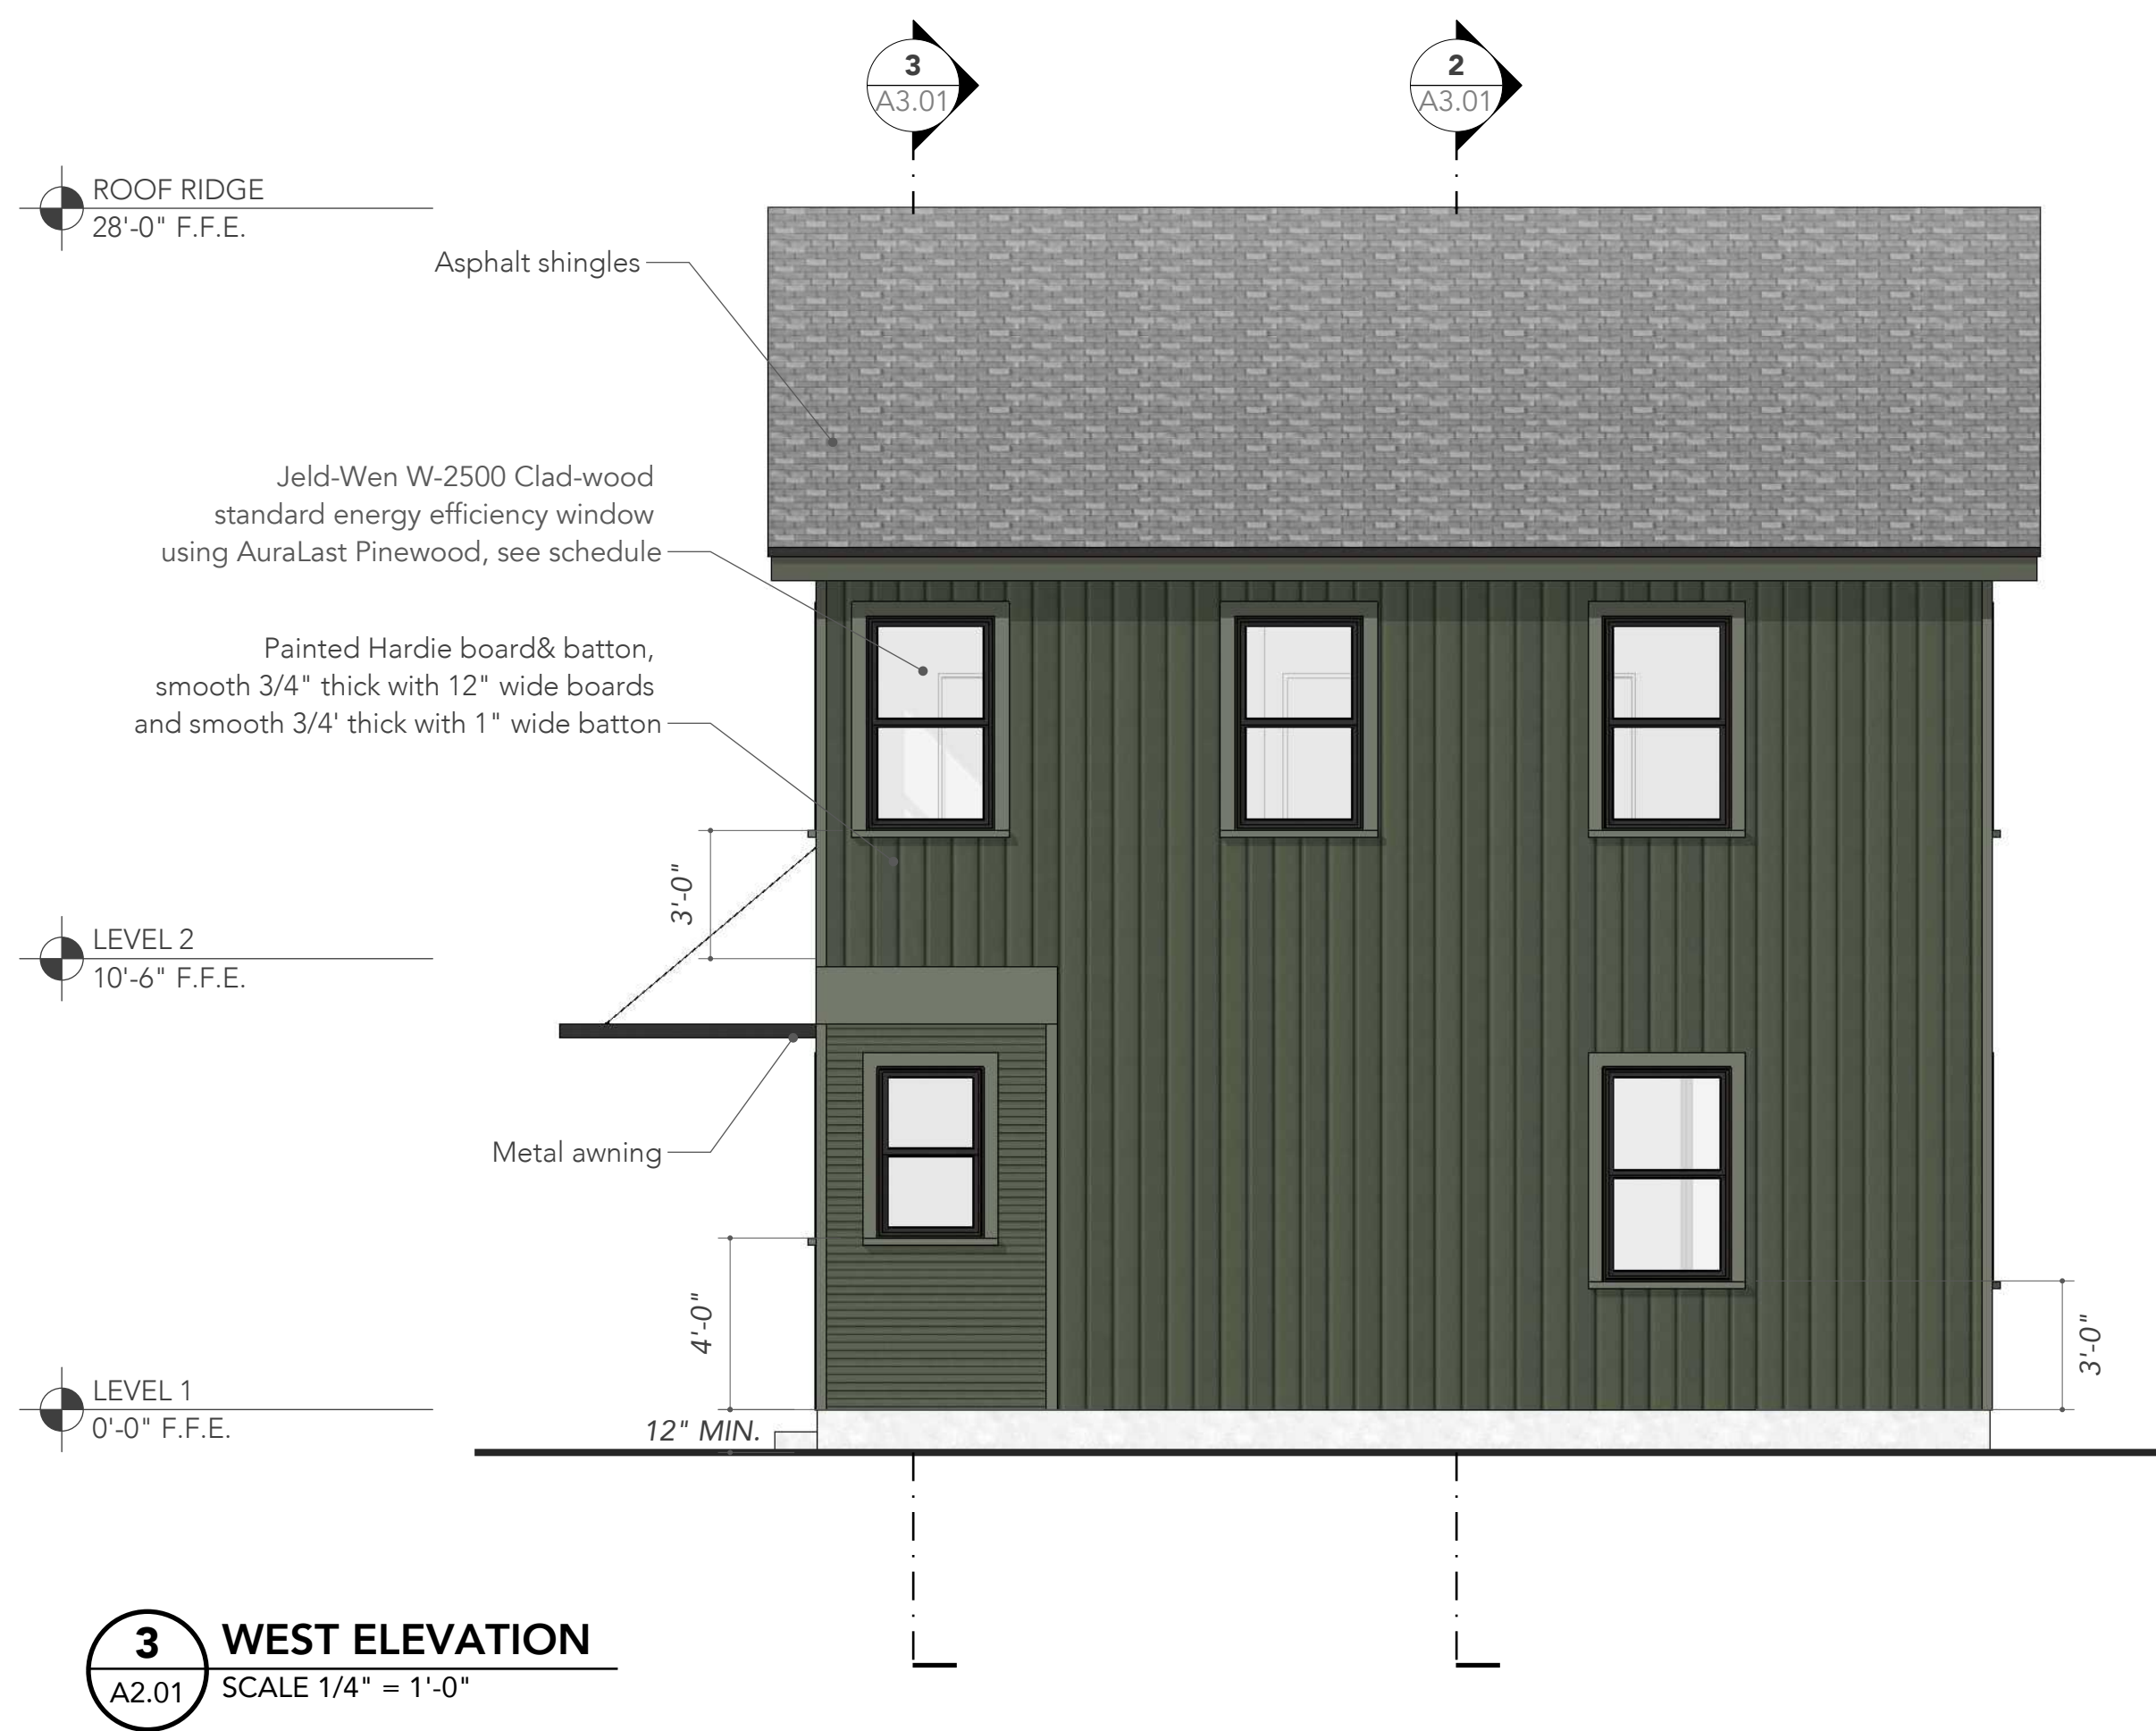 3
A3.01
2
A3.01
ROOF RIDGE
28'-0" F.F.E.
Asphalt shingles
Jeld-Wen W-2500 Clad-wood
standard energy efficiency window
using AuraLast Pinewood, see schedule
Painted Hardie board& batton,
smooth 3/4" thick with 12" wide boards
and smooth 3/4' thick with 1" wide batton
3'-0"
LEVEL 2
10'-6" F.F.E.
Metal awning
4'-0"
3'-0"
LEVEL 1
0'-0" F.F.E.
12" MIN.
3
A2.01
WEST ELEVATION
SCALE 1/4" = 1'-0"